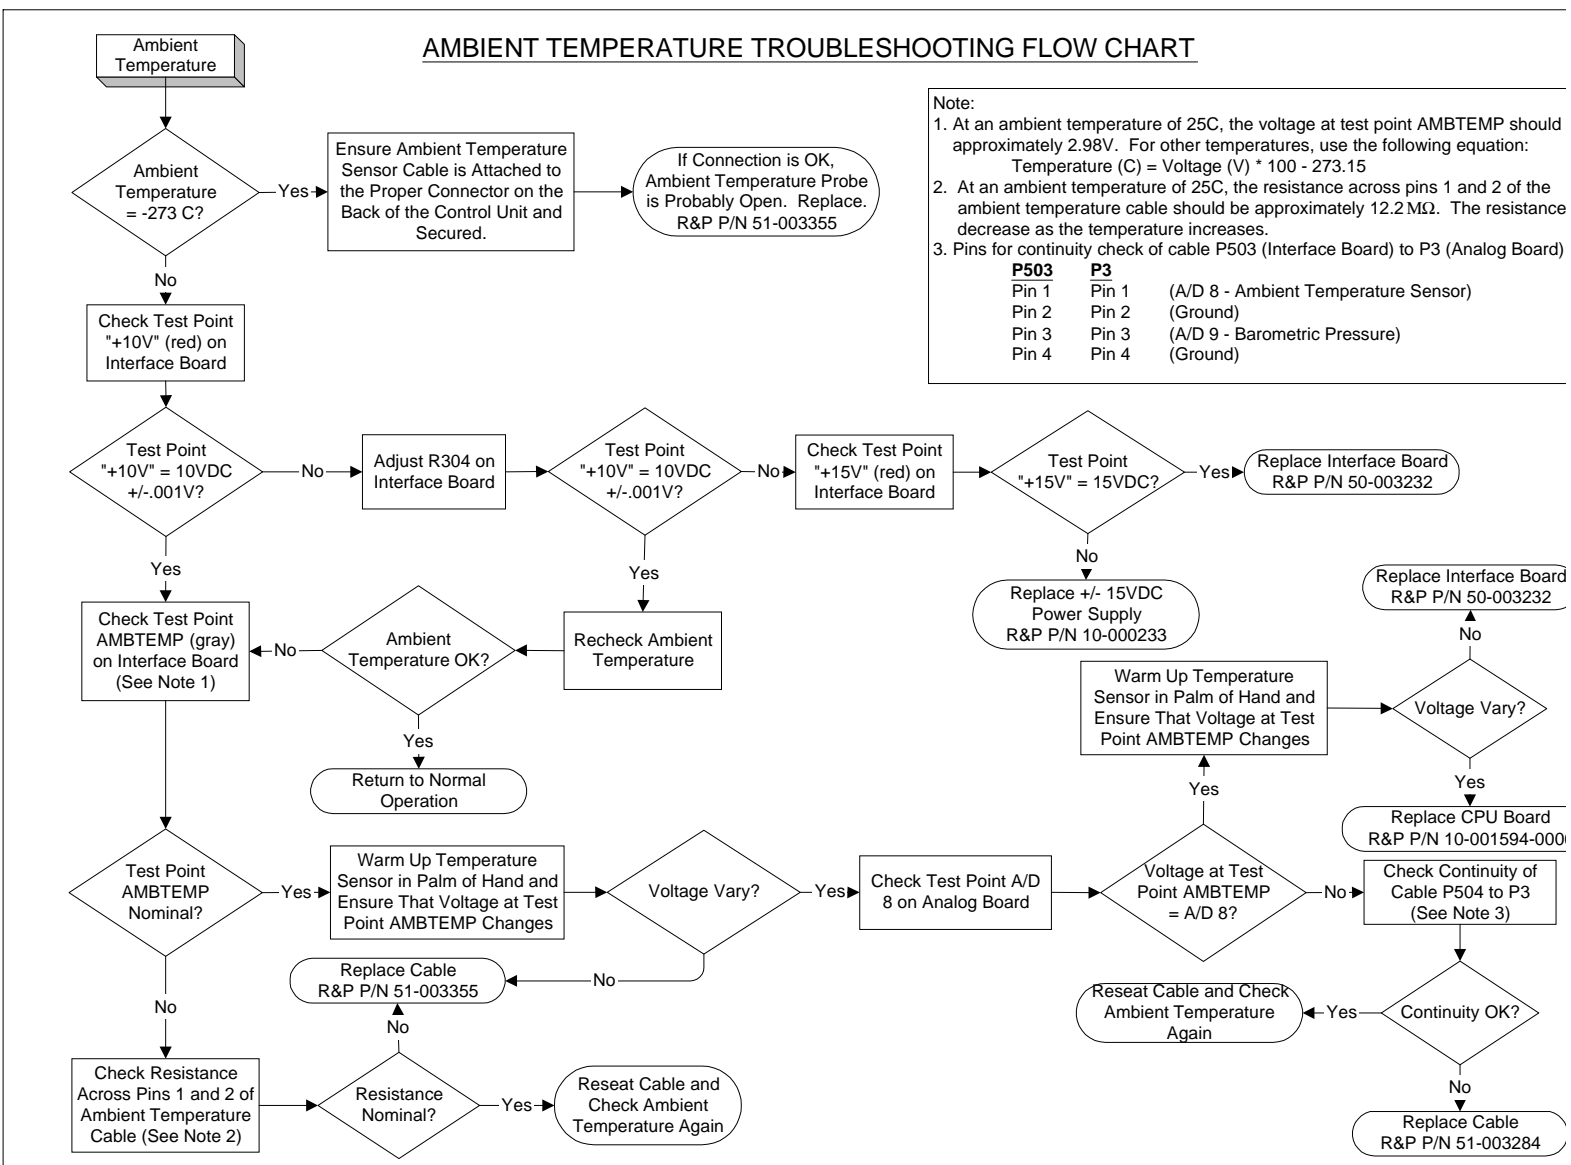 AMBIENT TEMPERATURE TROUBLESHOOTING FLOW CHART
Ambient
Temperature
Note:
1. At an ambient temperature of 25C, the voltage at test point AMBTEMP should
approximately 2.98V. For other temperatures, use the following equation:
Temperature (C) = Voltage (V) * 100 - 273.15
2. At an ambient temperature of 25C, the resistance across pins 1 and 2 of the
ambient temperature cable should be approximately 12.2 MΩ. The resistance
decrease as the temperature increases.
3. Pins for continuity check of cable P503 (Interface Board) to P3 (Analog Board)
P503 P3
Pin 1 Pin 1 (A/D 8 - Ambient Temperature Sensor)
Pin 2 Pin 2 (Ground)
Pin 3 Pin 3 (A/D 9 - Barometric Pressure)
Pin 4 Pin 4 (Ground)
Ambient
Temperature
= -273 C?
Yes
Ensure Ambient Temperature
Sensor Cable is Attached to
the Proper Connector on the
Back of the Control Unit and
Secured.
If Connection is OK,
Ambient Temperature Probe
is Probably Open. Replace.
R&P P/N 51-003355
No
Check Test Point
"+10V" (red) on
Interface Board
Test Point
"+10V" = 10VDC
+/-.001V?
No
Adjust R304 on
Interface Board
Test Point
"+10V" = 10VDC
+/-.001V?
No
Check Test Point
"+15V" (red) on
Interface Board
Test Point
"+15V" = 15VDC?
Yes
Replace Interface Board
R&P P/N 50-003232
No
Replace +/- 15VDC
Power Supply
R&P P/N 10-000233
Yes
Yes
Recheck Ambient
Temperature
Ambient
Temperature OK?
No
Check Test Point
AMBTEMP (gray)
on Interface Board
(See Note 1)
Yes
Return to Normal
Operation
Replace Interface Board
R&P P/N 50-003232
No
Warm Up Temperature
Sensor in Palm of Hand and
Ensure That Voltage at Test
Point AMBTEMP Changes
Voltage Vary?
Yes
Replace CPU Board
R&P P/N 10-001594-000
Yes
Test Point
AMBTEMP
Nominal?
Yes
Warm Up Temperature
Sensor in Palm of Hand and
Ensure That Voltage at Test
Point AMBTEMP Changes
Voltage Vary?
Yes
Check Test Point A/D
8 on Analog Board
Voltage at Test
Point AMBTEMP
= A/D 8?
No
Check Continuity of
Cable P504 to P3
(See Note 3)
No
Replace Cable
R&P P/N 51-003355
No
No
Check Resistance
Across Pins 1 and 2 of
Ambient Temperature
Cable (See Note 2)
Resistance
Nominal?
Yes
Reseat Cable and
Check Ambient
Temperature Again
Continuity OK?
Yes
Reseat Cable and Check
Ambient Temperature
Again
No
Replace Cable
R&P P/N 51-003284